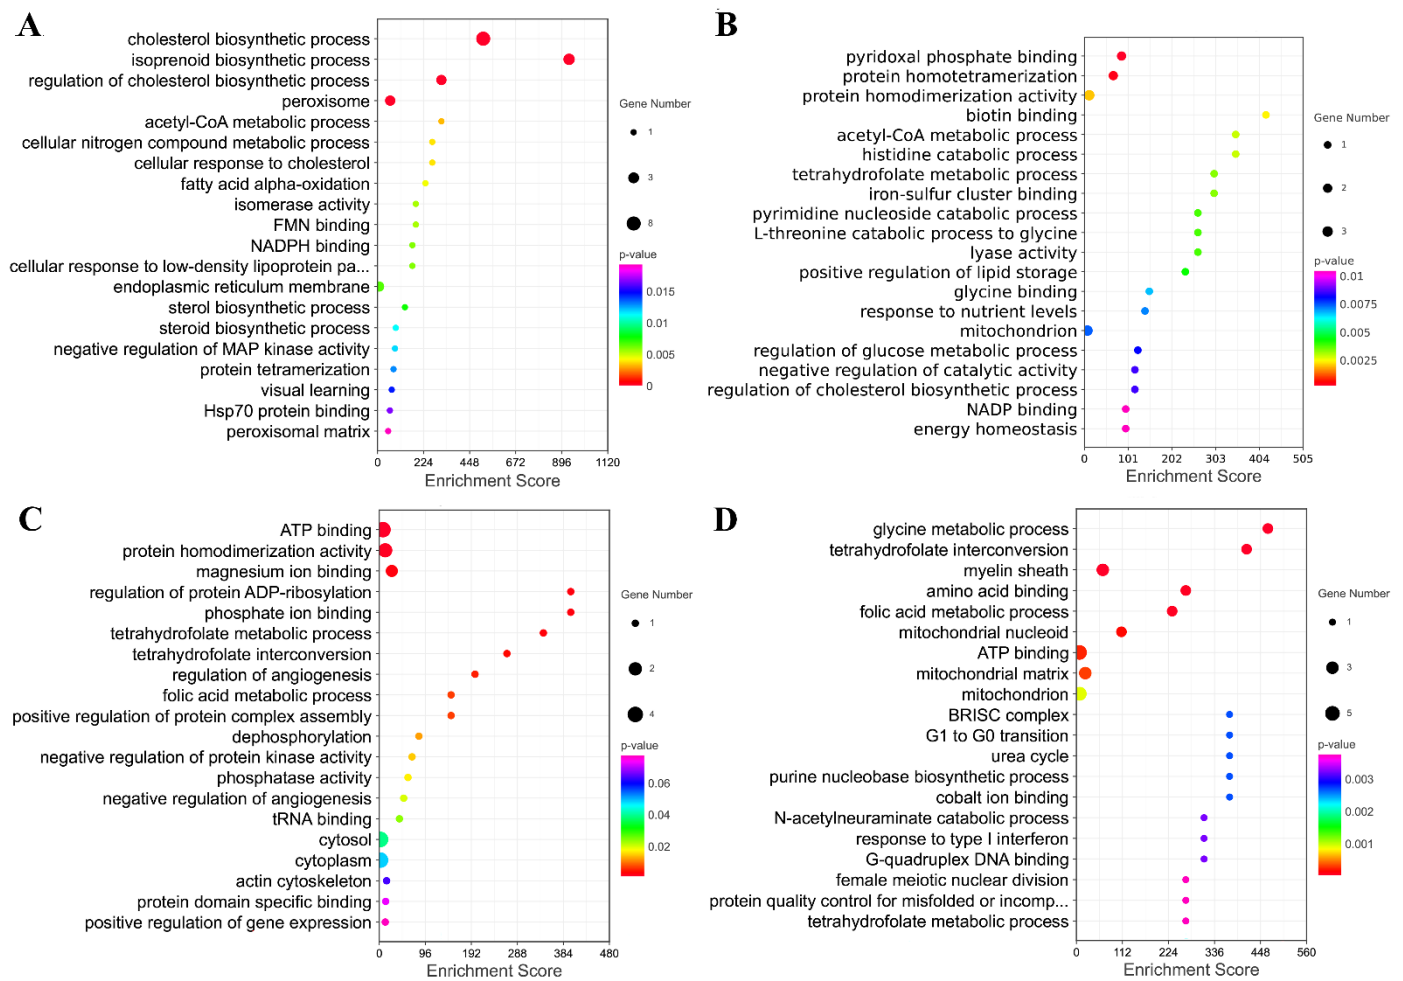 A
cholesterol biosynthetic process
isoprenoid biosynthetic process
regulation of cholesterol biosynthetic process
peroxisome
acetyl-CoA metabolic process
cellular nitrogen compound metabolic process
cellular response to cholesterol
fatty acid alpha-oxidation
isomerase activity
FMN binding
NADPH binding
cellular response to low-density lipoprotein pa...
endoplasmic reticulum membrane
sterol biosynthetic process
steroid biosynthetic process
negative regulation of MAP kinase activity
protein tetramerization
visual learning
Hsp70 protein binding
peroxisomal matrix
0 224 448 672 896 1120
Enrichment Score
Gene Number
1
3
8
p-value
0.015
0.01
0.005
0
B
pyridoxal phosphate binding
protein homotetramerization
protein homodimerization activity
biotin binding
acetyl-CoA metabolic process
histidine catabolic process
tetrahydrofolate metabolic process
iron-sulfur cluster binding
pyrimidine nucleoside catabolic process
L-threonine catabolic process to glycine
lyase activity
positive regulation of lipid storage
glycine binding
response to nutrient levels
mitochondrion
regulation of glucose metabolic process
negative regulation of catalytic activity
regulation of cholesterol biosynthetic process
NADP binding
energy homeostasis
0 101 202 303 404 505
Enrichment Score
Gene Number
1
2
3
p-value
0.01
0.0075
0.005
0.0025
C
ATP binding
protein homodimerization activity
magnesium ion binding
regulation of protein ADP-ribosylation
phosphate ion binding
tetrahydrofolate metabolic process
tetrahydrofolate interconversion
regulation of angiogenesis
folic acid metabolic process
positive regulation of protein complex assembly
dephosphorylation
negative regulation of protein kinase activity
phosphatase activity
negative regulation of angiogenesis
tRNA binding
cytosol
cytoplasm
actin cytoskeleton
protein domain specific binding
positive regulation of gene expression
0 96 192 288 384 480
Enrichment Score
Gene Number
1
2
4
p-value
0.06
0.04
0.02
D
glycine metabolic process
tetrahydrofolate interconversion
myelin sheath
amino acid binding
folic acid metabolic process
mitochondrial nucleoid
ATP binding
mitochondrial matrix
mitochondrion
BRISC complex
G1 to G0 transition
urea cycle
purine nucleobase biosynthetic process
cobalt ion binding
N-acetylneuraminate catabolic process
response to type I interferon
G-quadruplex DNA binding
female meiotic nuclear division
protein quality control for misfolded or incomp...
tetrahydrofolate metabolic process
0 112 224 336 448 560
Enrichment Score
Gene Number
1
3
5
p-value
0.003
0.002
0.001